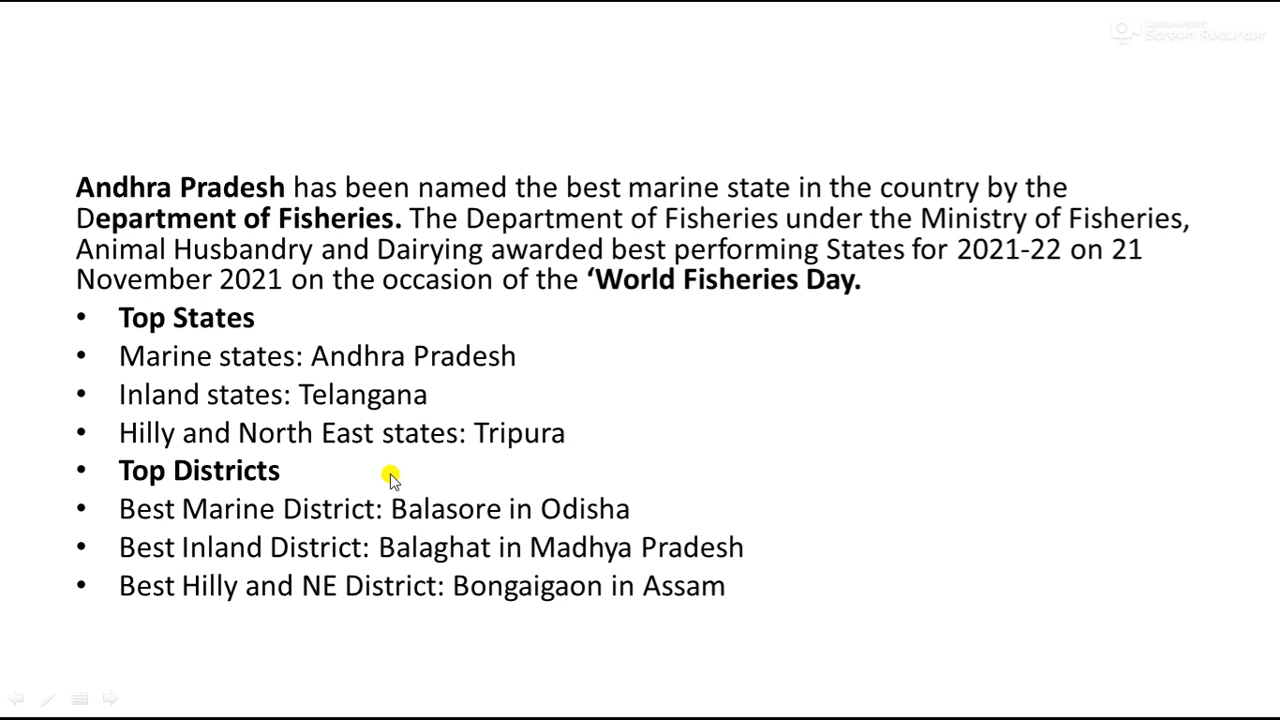 Apowersoft
Screen Recorder
Andhra Pradesh has been named the best marine state in the country by the
Department of Fisheries. The Department of Fisheries under the Ministry of Fisheries,
Animal Husbandry and Dairying awarded best performing States for 2021-22 on 21
November 2021 on the occasion of the ‘World Fisheries Day.
• Top States
• Marine states: Andhra Pradesh
• Inland states: Telangana
• Hilly and North East states: Tripura
• Top Districts
• Best Marine District: Balasore in Odisha
• Best Inland District: Balaghat in Madhya Pradesh
• Best Hilly and NE District: Bongaigaon in Assam